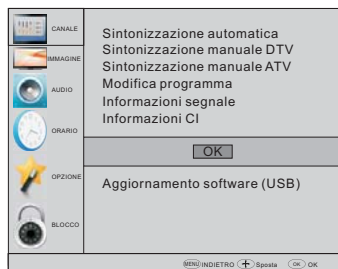 CANALE
IMMAGINE
AUDIO
ORARIO
OPZIONE
BLOCCO
Sintonizzazione automatica
Sintonizzazione manuale DTV
Sintonizzazione manuale ATV
Modifica programma
Informazioni segnale
Informazioni CI
OK
Aggiornamento software (USB)
MENU INDIETRO Sposta OK OK